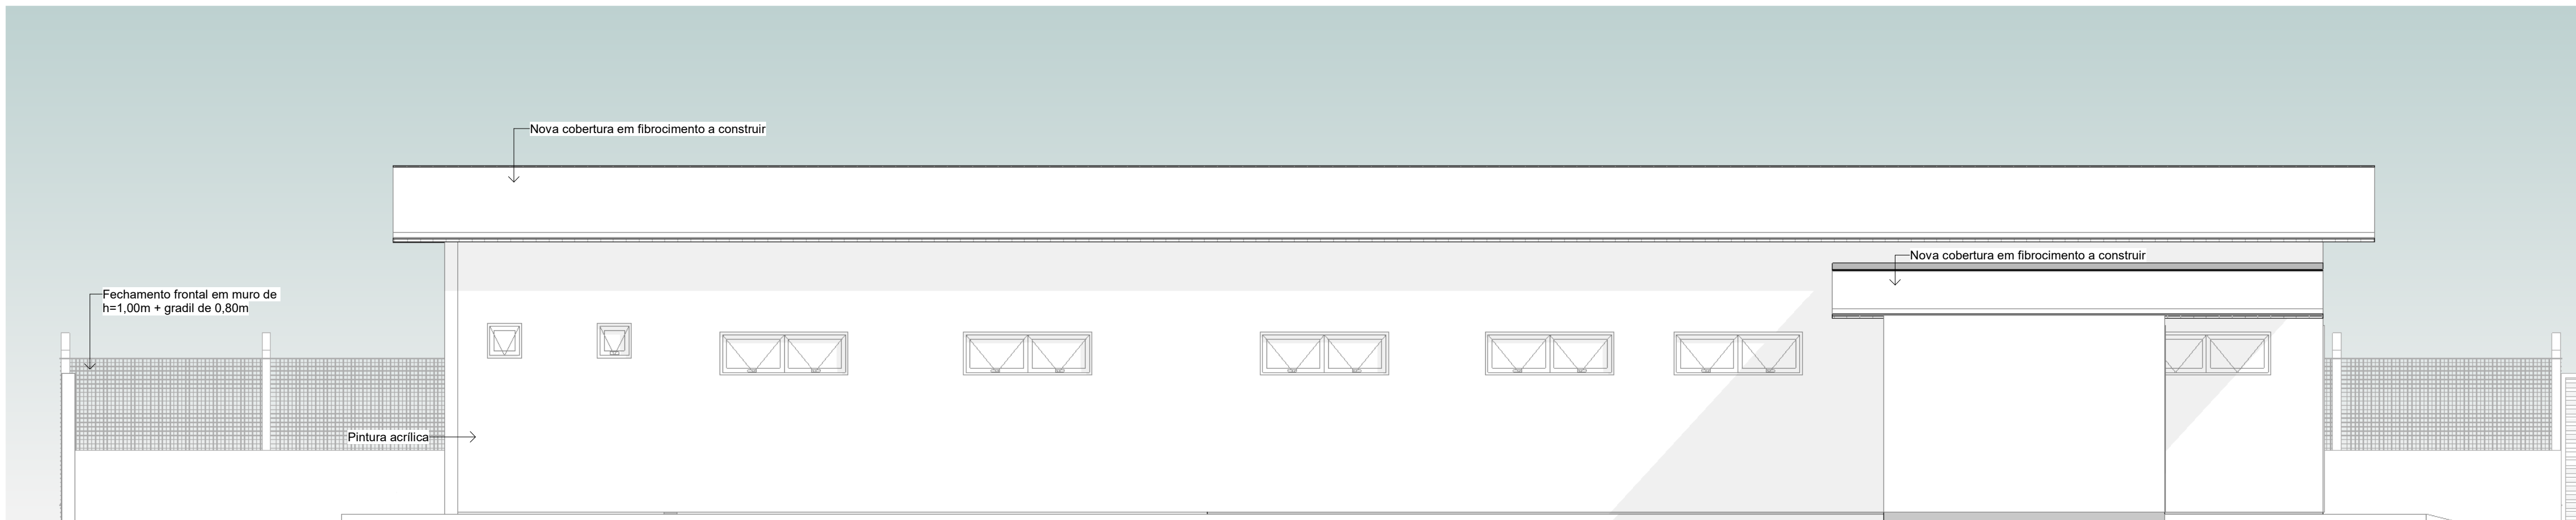 Nova cobertura em fibrocimento a construir
Nova cobertura em fibrocimento a construir
Fechamento frontal em muro de
h=1,00m + gradil de 0,80m
Pintura acrílica